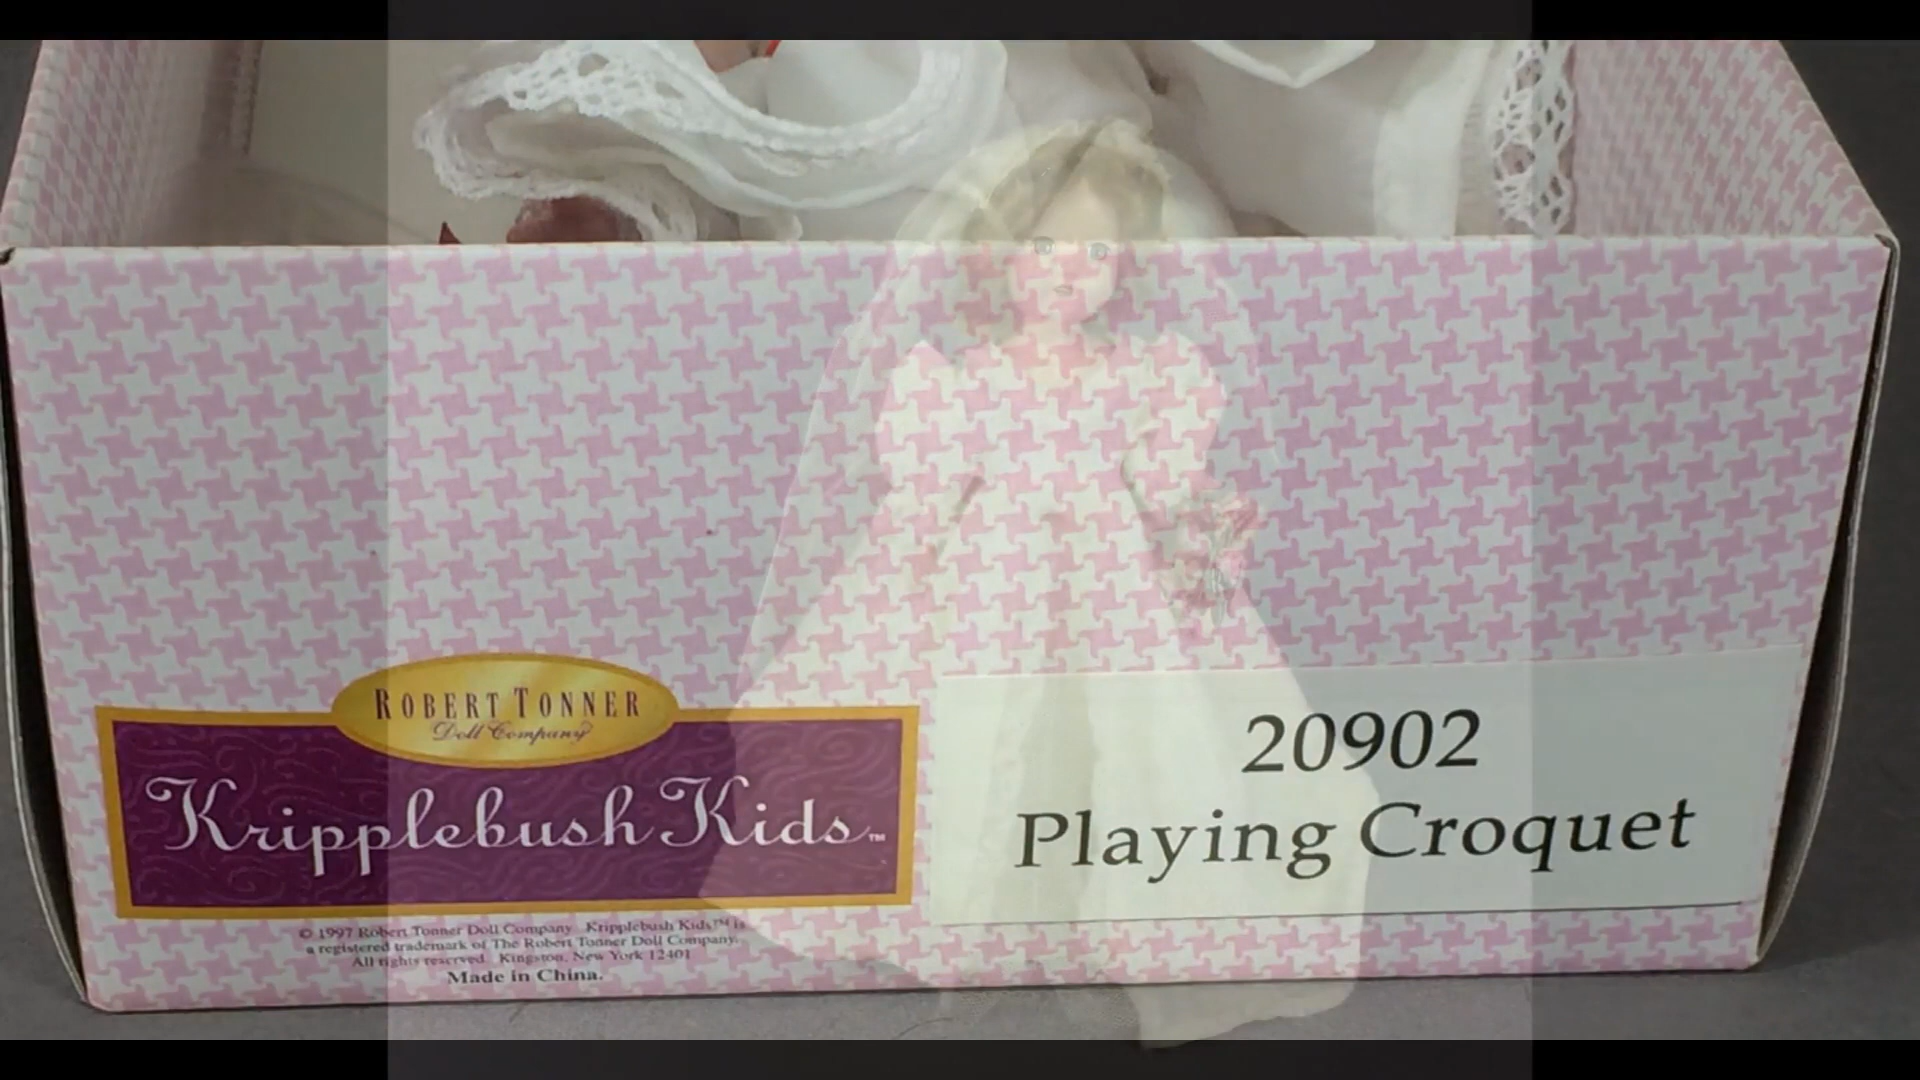 ROBERT TONNER
Doll Company
Kripplebush Kids™
20902
Playing Croquet
© 1997 Robert Tonner Doll Company. Kripplebush Kids™ is
a registered trademark of The Robert Tonner Doll Company.
All rights reserved. Kingston, New York 12401
Made in China.